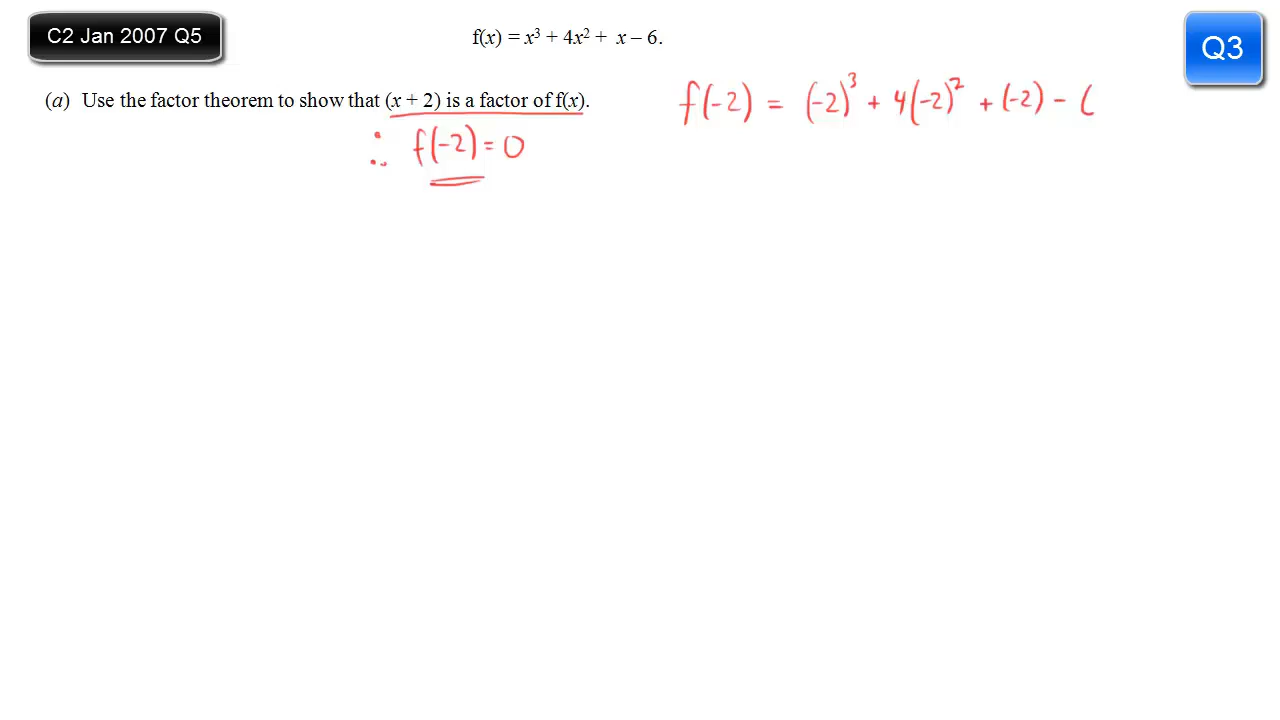 C2 Jan 2007 Q5
f(x) = x³ + 4x² + x – 6.
Q3
(a) Use the factor theorem to show that (x + 2) is a factor of f(x).
f(-2) = (-2)³ + 4(-2)² + (-2) - (
∴ f(-2) = 0